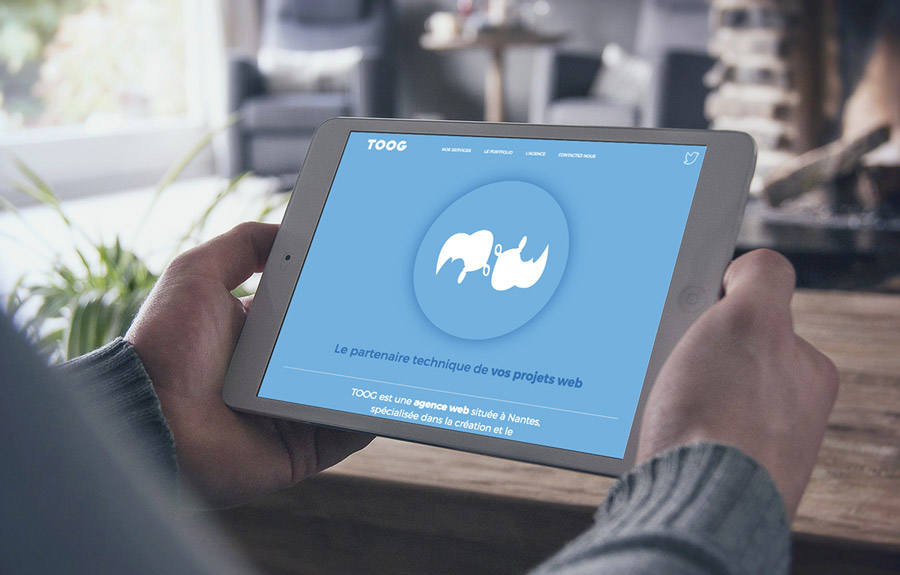 TOOG
NOS SERVICES LE PORTFOLIO L'AGENCE CONTACTEZ NOUS
Le partenaire technique de vos projets web
TOOG est une agence web située à Nantes,
spécialisée dans la création et le